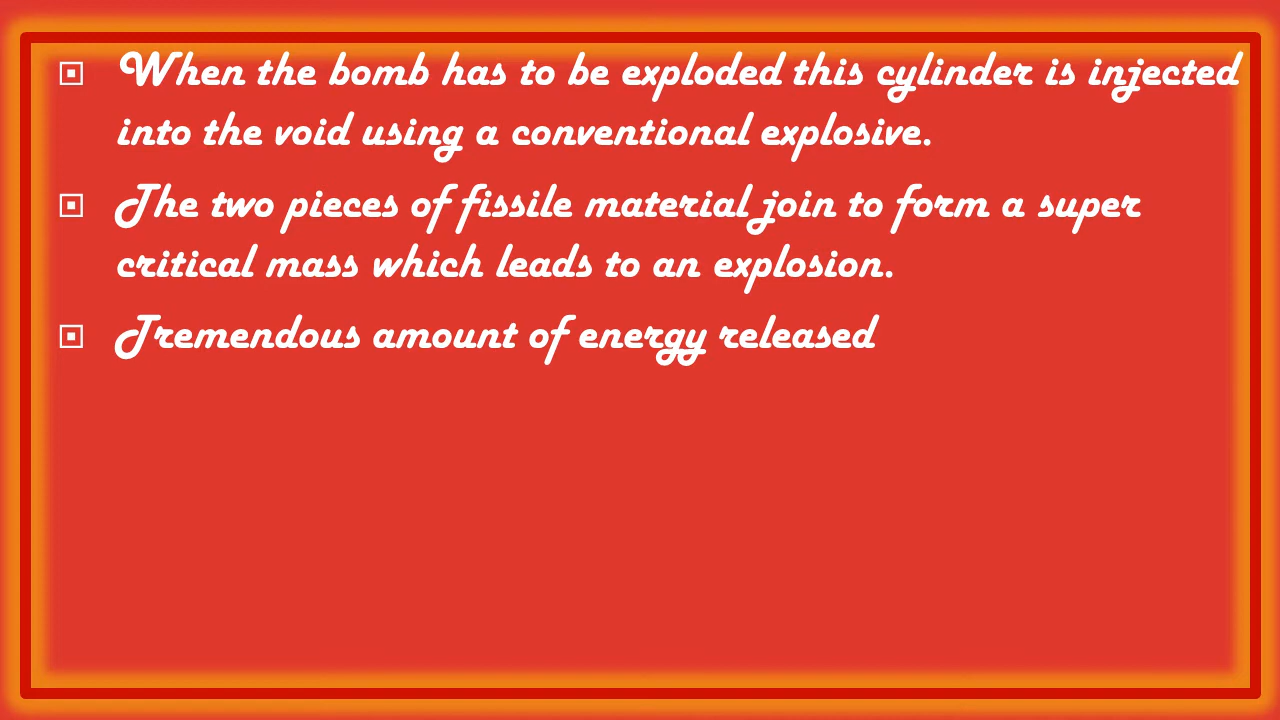 When the bomb has to be exploded this cylinder is injected
into the void using a conventional explosive.
The two pieces of fissile material join to form a super
critical mass which leads to an explosion.
Tremendous amount of energy released